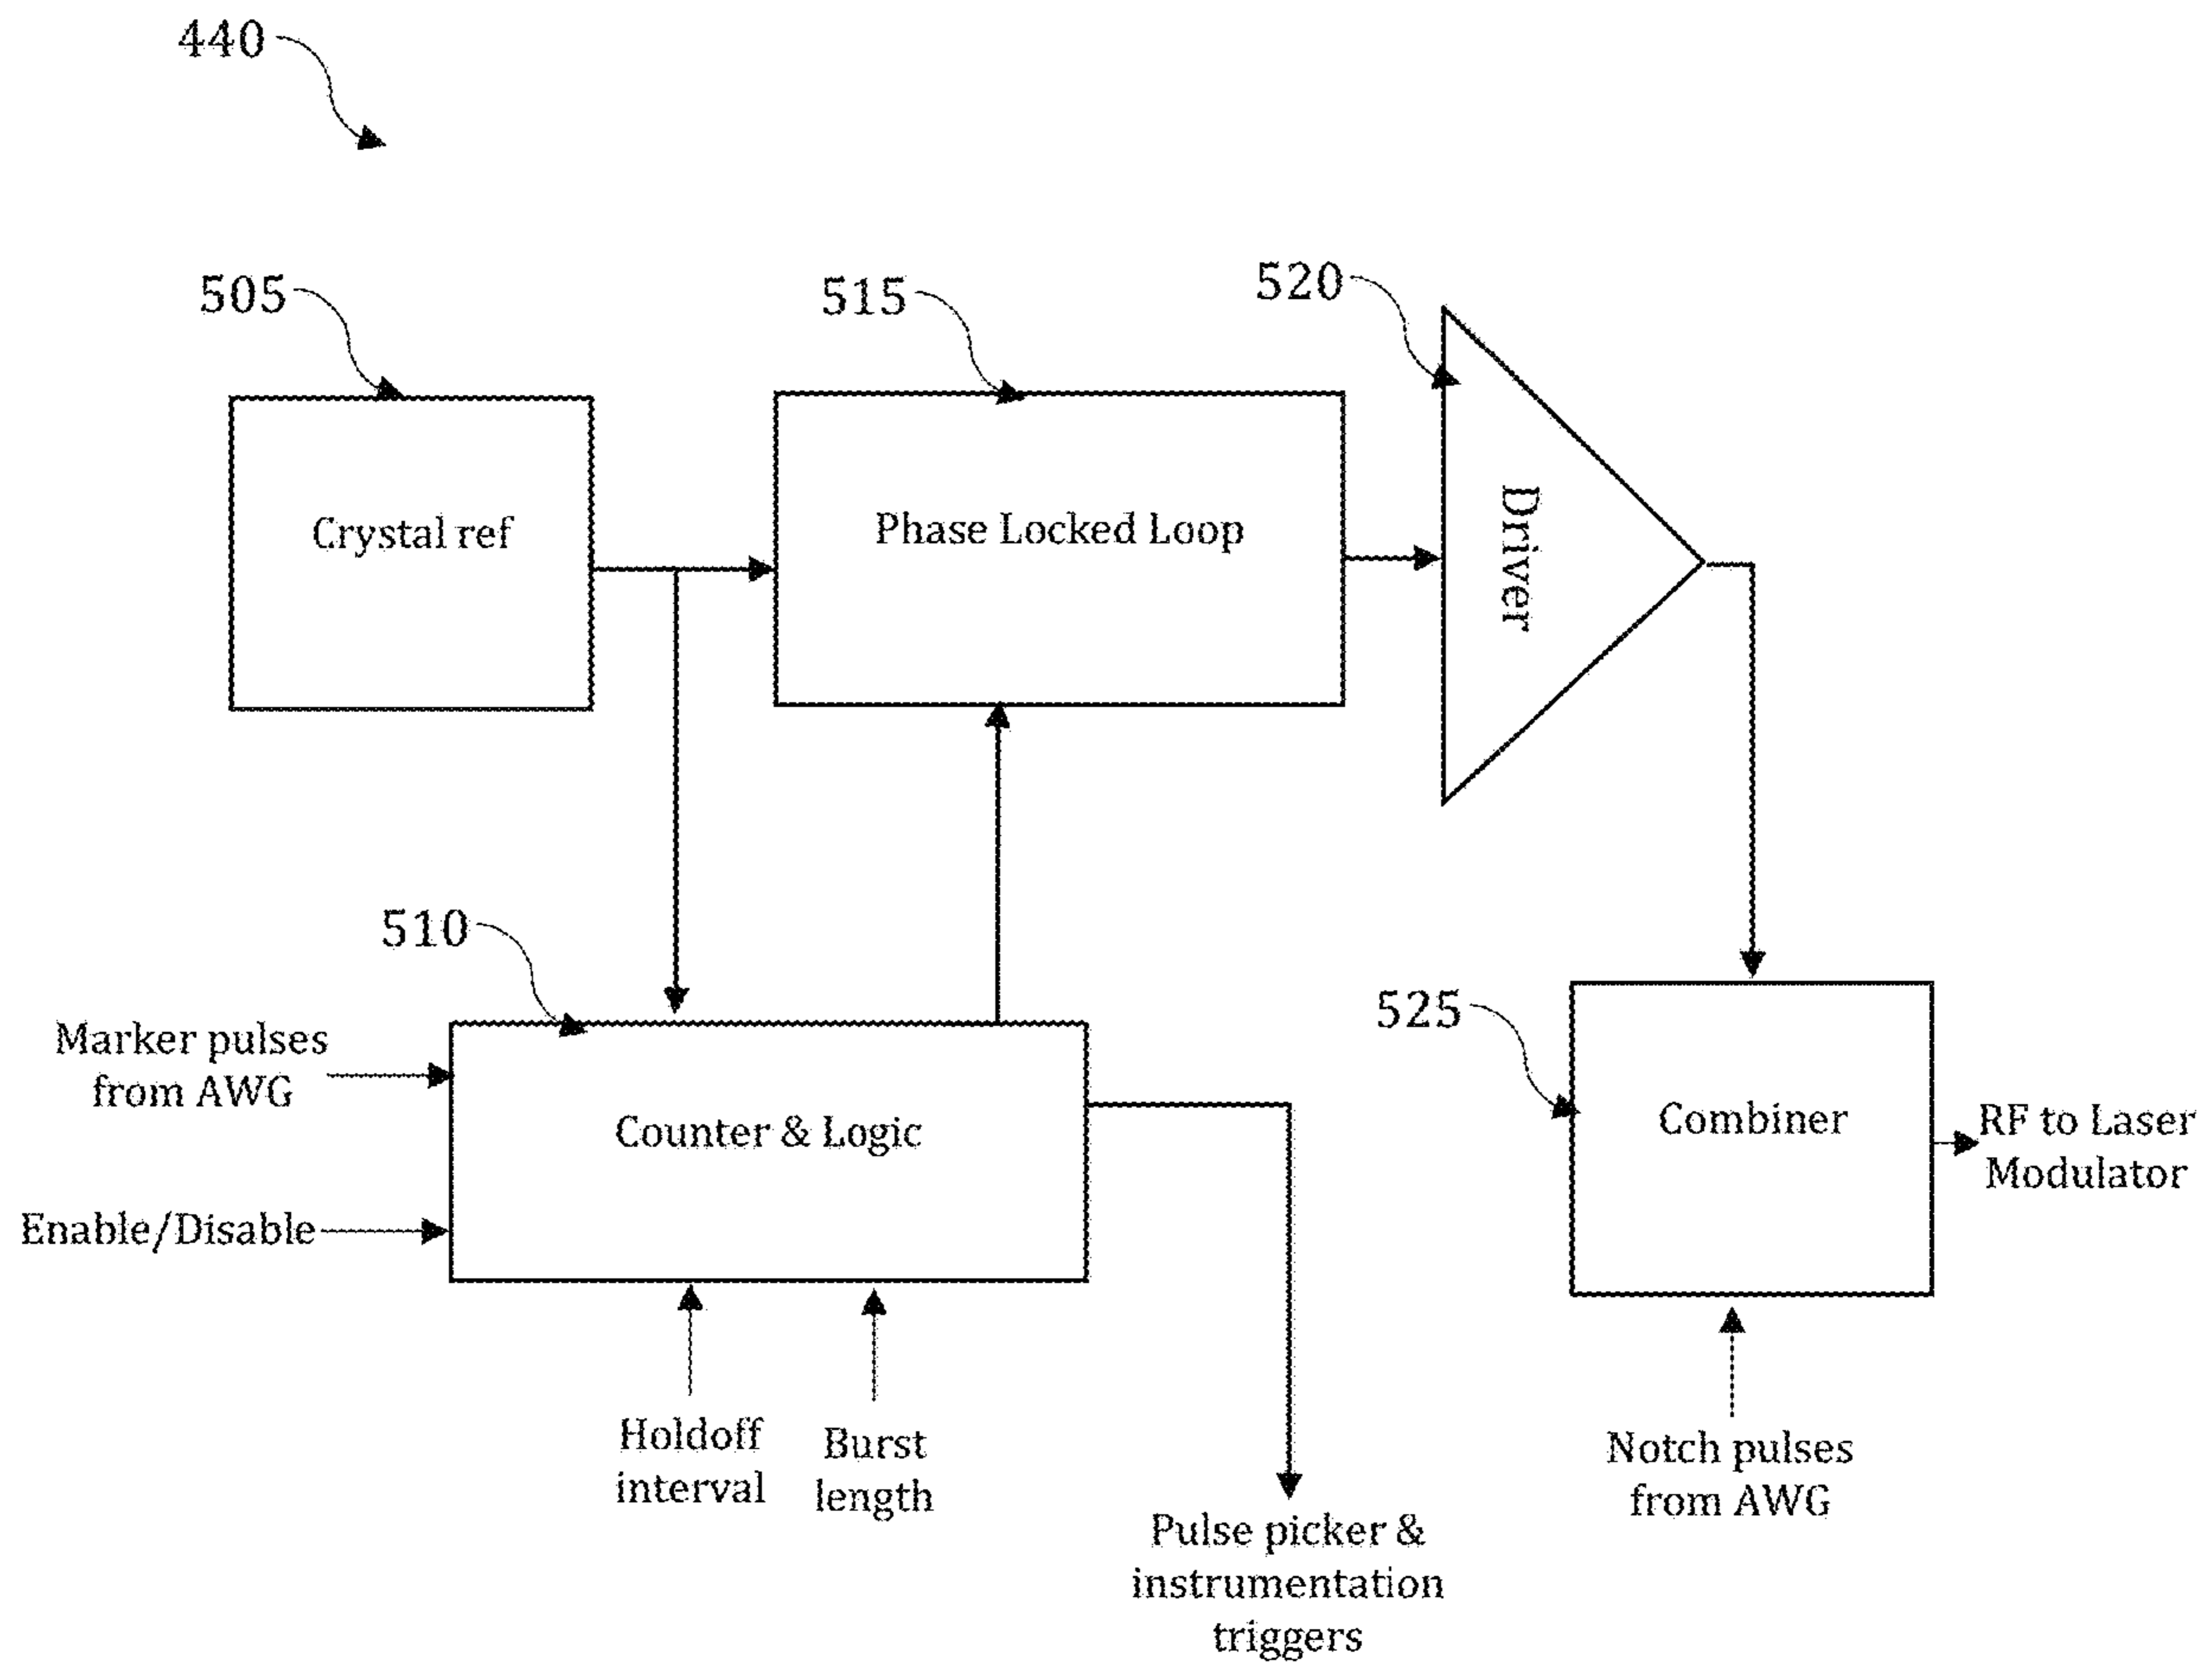 440
505
515
520
Crystal ref
Phase Locked Loop
Driver
510
525
Marker pulses
from AWG
Counter & Logic
Combiner
RF to Laser
Modulator
Enable/Disable
Holdoff
interval
Burst
length
Notch pulses
from AWG
Pulse picker &
instrumentation
triggers